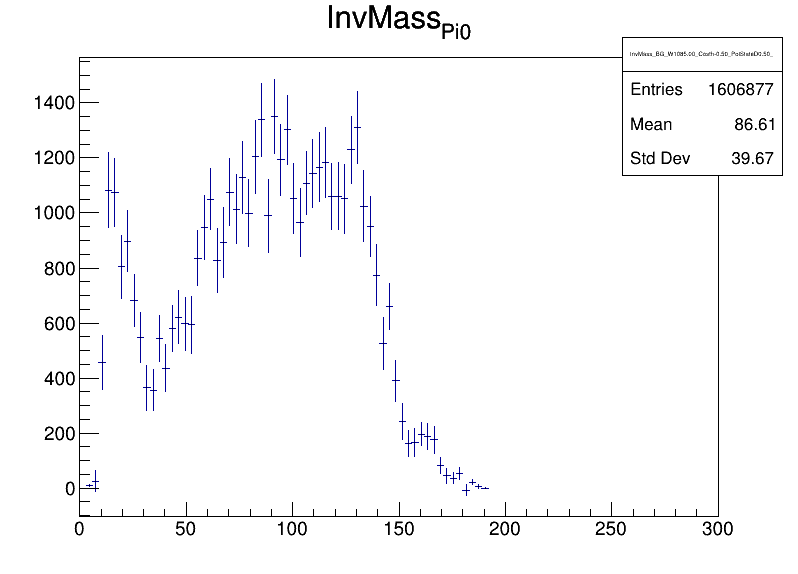 InvMass_Pi0
InvMass_BG_W1085.00_Costh-0.50_PolStateD0.50_
Entries 1606877
Mean 86.61
Std Dev 39.67
1400
1200
1000
800
600
400
200
0
0 50 100 150 200 250 300